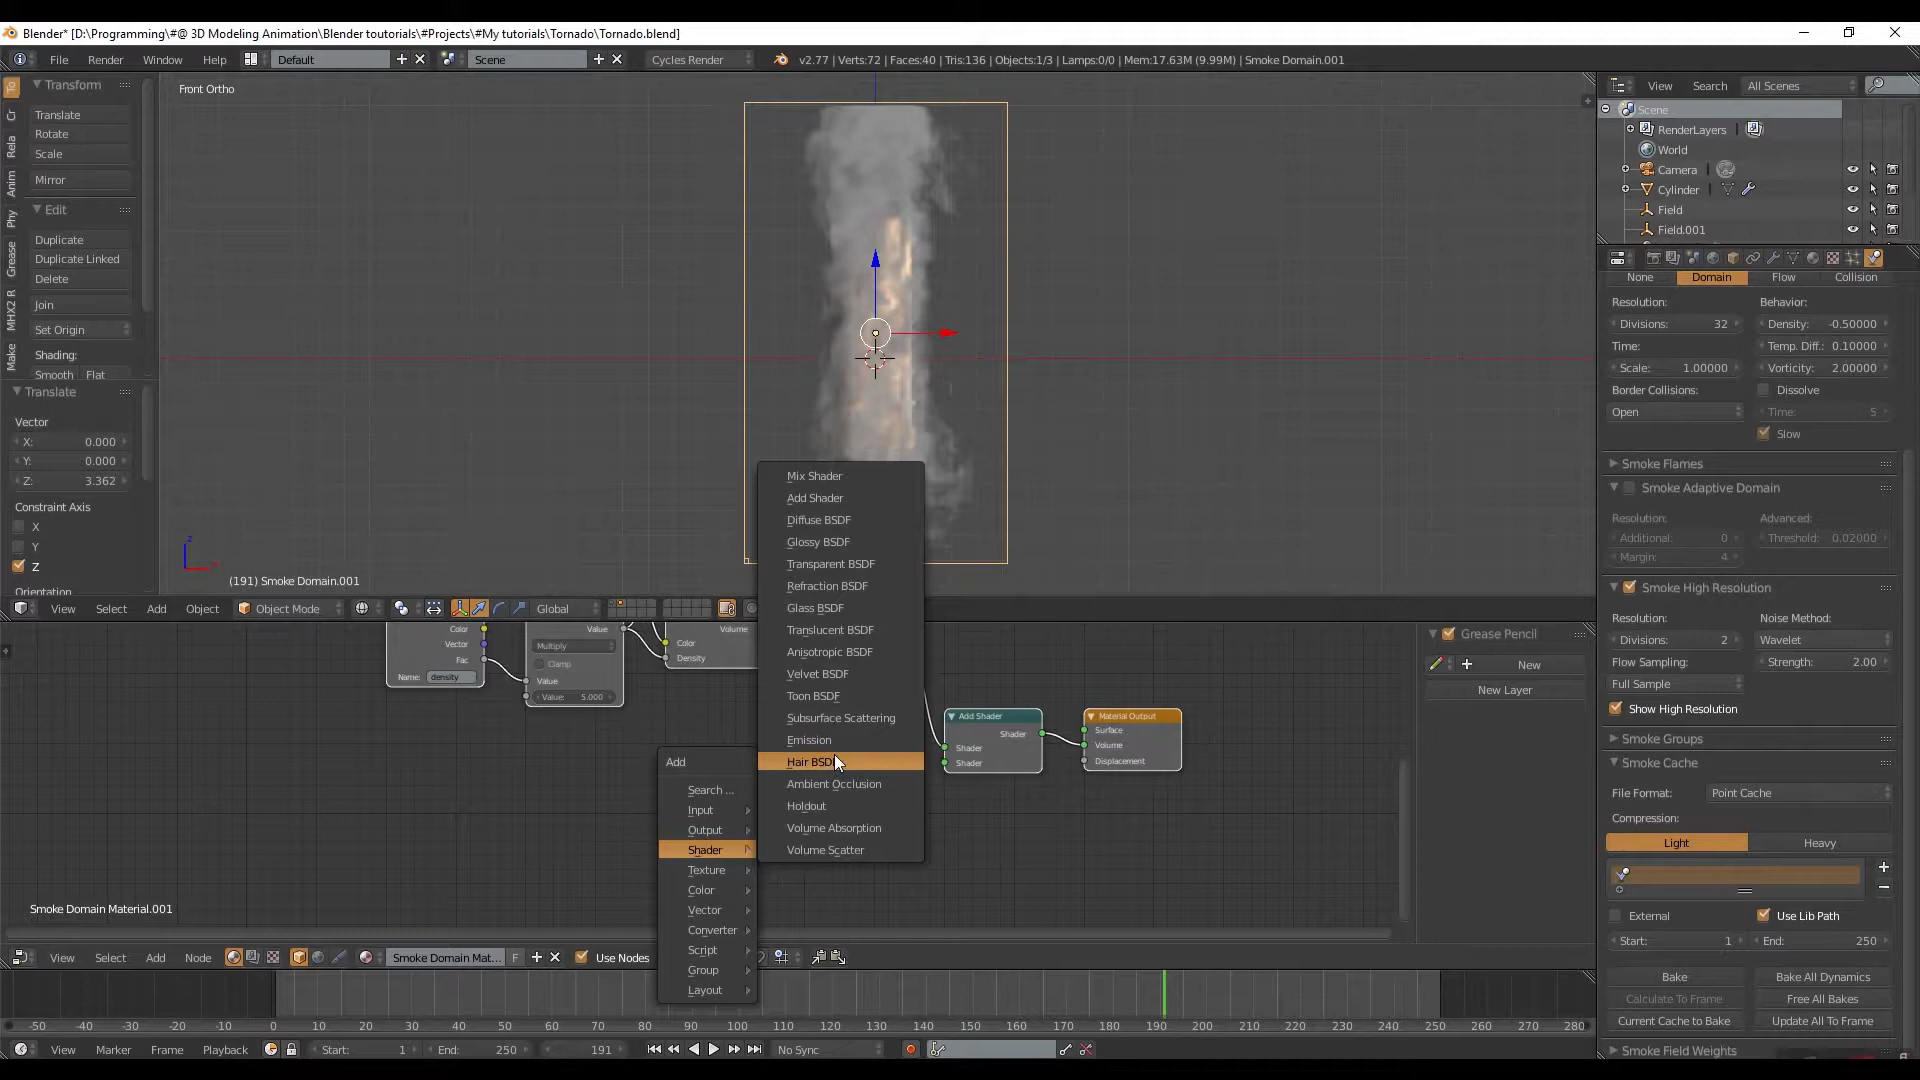 Blender* [D:\Programming\#@ 3D Modeling Animation\Blender toutorials\#Projects\#My tutorials\Tornado\Tornado.blend]
File Render Window Help Default Scene Cycles Render v2.77 | Verts:72 | Faces:40 | Tris:136 | Objects:1/3 | Lamps:0/0 | Mem:17.63M (9.99M) | Smoke Domain.001
Transform
Translate
Rotate
Scale
Mirror
Edit
Duplicate
Duplicate Linked
Delete
Join
Set Origin
Shading:
Smooth Flat
To
Cr
Rela
Anim
Phy
Grease
MHX2 R
Make
Translate
Vector
X: 0.000
Y: 0.000
Z: 3.362
Constraint Axis
X
Y
Z
Orientation
Front Ortho
z
(191) Smoke Domain.001
View Select Add Object Object Mode Global
Color
Vector
Fac
Name: density
Value
Multiply
Clamp
Value
Value: 5.000
Volume
Color
Density
Add
Search ...
Input
Output
Shader
Texture
Color
Vector
Converter
Script
Group
Layout
Mix Shader
Add Shader
Diffuse BSDF
Glossy BSDF
Transparent BSDF
Refraction BSDF
Glass BSDF
Translucent BSDF
Anisotropic BSDF
Velvet BSDF
Toon BSDF
Subsurface Scattering
Emission
Hair BSDF
Ambient Occlusion
Holdout
Volume Absorption
Volume Scatter
Add Shader
Shader
Shader
Shader
Material Output
Surface
Volume
Displacement
Grease Pencil
New
New Layer
Smoke Domain Material.001
View Select Add Node Smoke Domain Mat... F Use Nodes
-50 -40 -30 -20 -10 0 10 20 30 40 50 60 70 80 90 100 110 120 130 140 150 160 170 180 190 200 210 220 230 240 250 260 270 280
View Marker Frame Playback Start: 1 End: 250 191 No Sync
View Search All Scenes
Scene
RenderLayers
World
Camera
Cylinder
Field
Field.001
None Domain Flow Collision
Resolution: Behavior:
Divisions: 32 Density: -0.50000
Time: Temp. Diff.: 0.10000
Scale: 1.00000 Vorticity: 2.00000
Border Collisions: Dissolve
Open Time: 5
Slow
Smoke Flames
Smoke Adaptive Domain
Resolution: Advanced:
Additional: 0 Threshold: 0.02000
Margin: 4
Smoke High Resolution
Resolution: Noise Method:
Divisions: 2 Wavelet
Flow Sampling: Strength: 2.00
Full Sample
Show High Resolution
Smoke Groups
Smoke Cache
File Format: Point Cache
Compression:
Light Heavy
External Use Lib Path
Start: 1 End: 250
Bake Bake All Dynamics
Calculate To Frame Free All Bakes
Current Cache to Bake Update All To Frame
Smoke Field Weights